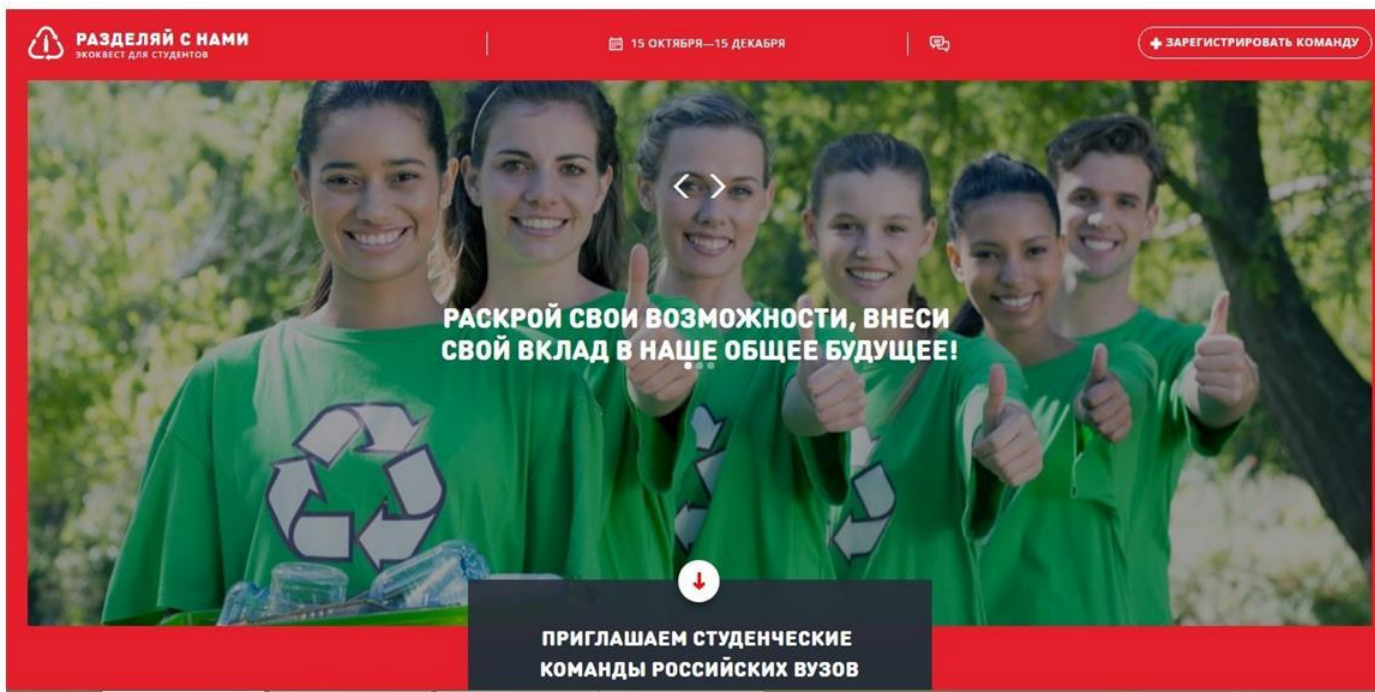 РАЗДЕЛЯЙ С НАМИ
ЭКОКВЕСТ ДЛЯ СТУДЕНТОВ
15 ОКТЯБРЯ—15 ДЕКАБРЯ
ЗАРЕГИСТРИРОВАТЬ КОМАНДУ
РАСКРОЙ СВОИ ВОЗМОЖНОСТИ, ВНЕСИ
СВОЙ ВКЛАД В НАШЕ ОБЩЕЕ БУДУЩЕЕ!
ПРИГЛАШАЕМ СТУДЕНЧЕСКИЕ
КОМАНДЫ РОССИЙСКИХ ВУЗОВ